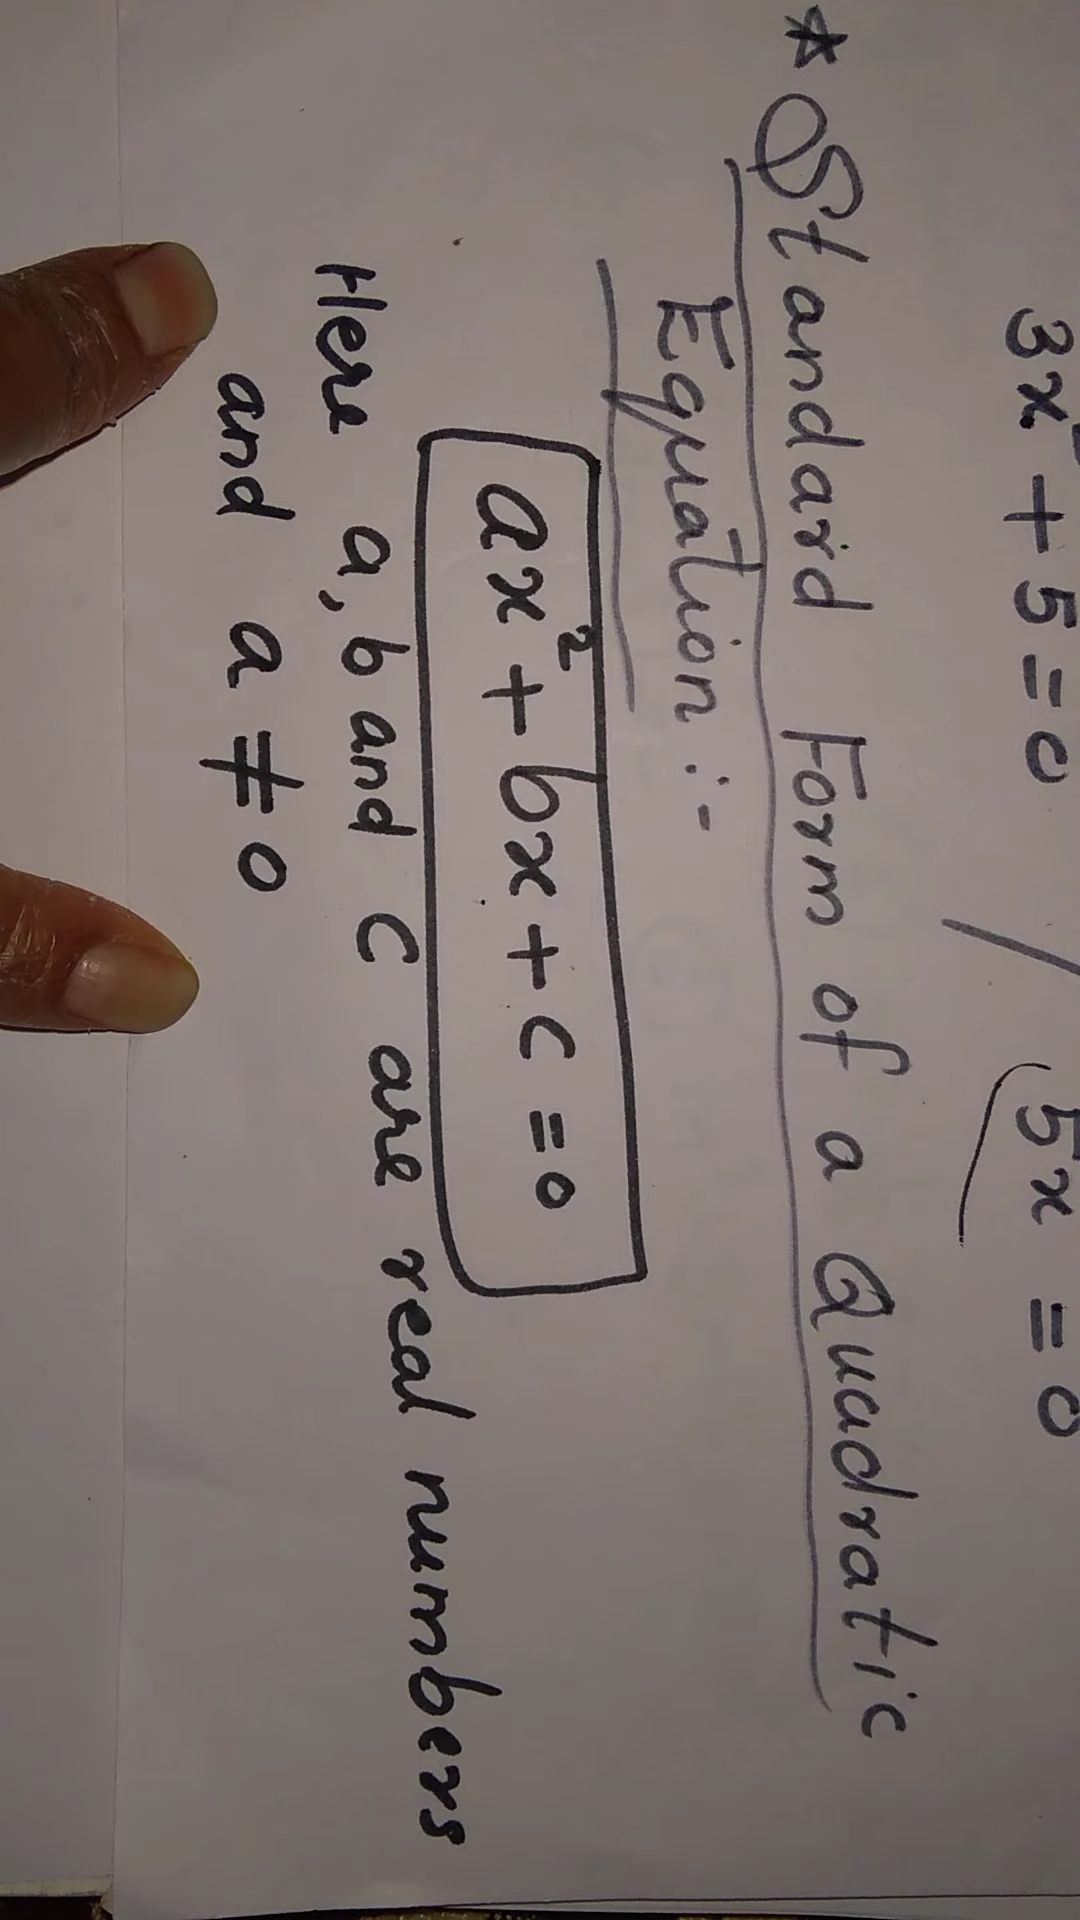 3x² + 5 = 0 / 5x = 0
* Standard Form of a Quadratic
Equation :-
ax² + bx + c = 0
Here a, b and C are real numbers
and a ≠ 0